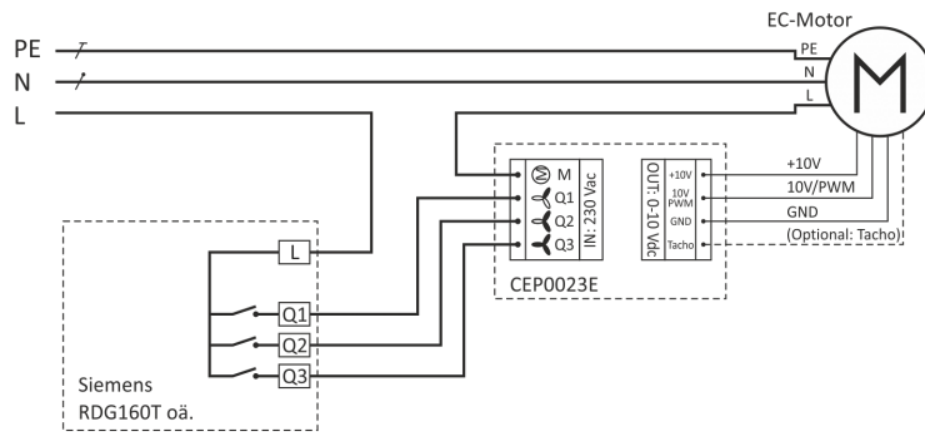 EC-Motor
PE
PE
N
N
L
L
M
+10V
10V/PWM
GND
(Optional: Tacho)
M M
Q1
Q2
Q3
IN: 230 Vac
OUT: 0-10 Vdc
+10V
10V
PWM
GND
Tacho
CEP0023E
L
Q1
Q2
Q3
Siemens
RDG160T oä.